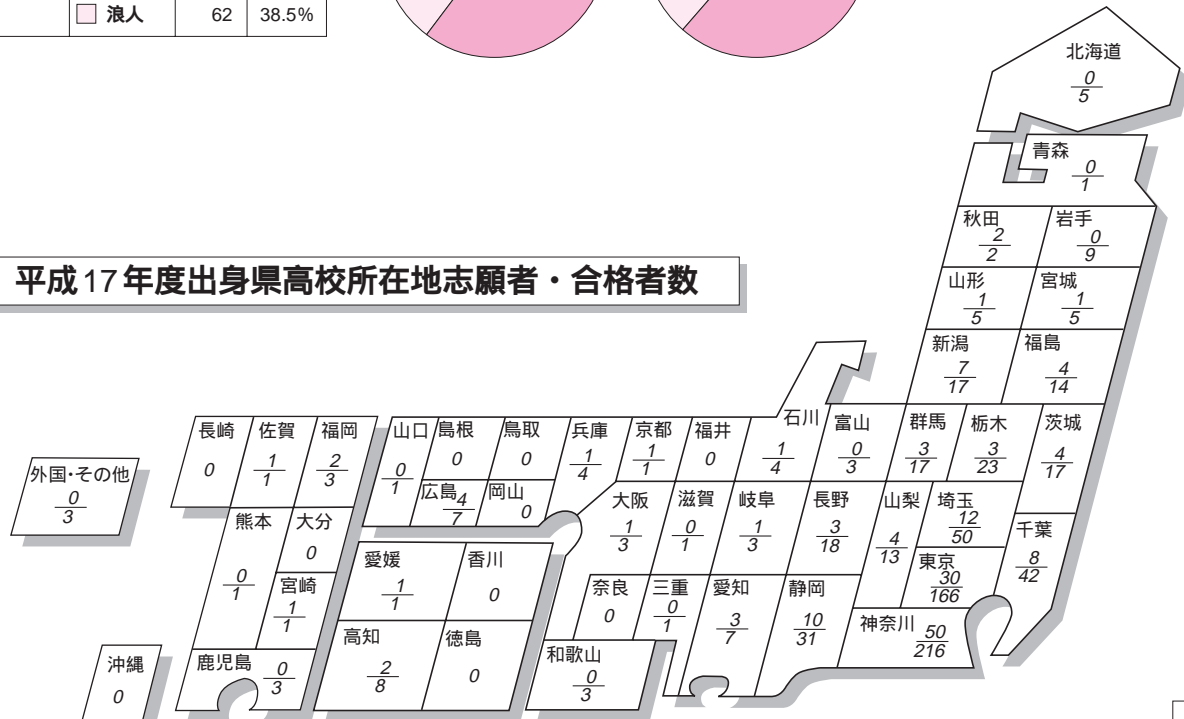 浪人 62 38.5%
平成17年度出身県高校所在地志願者・合格者数
北海道
0
5
青森
0
1
秋田
2
2
岩手
0
9
山形
1
5
宮城
1
5
新潟
7
17
福島
4
14
石川
1
4
富山
0
3
群馬
3
17
栃木
3
23
茨城
4
17
長崎
0
佐賀
1
1
福岡
2
3
山口
0
1
島根
0
鳥取
0
兵庫
1
4
京都
1
1
福井
0
外国・その他
0
3
広島
4
7
岡山
0
大阪
1
3
滋賀
0
1
岐阜
1
3
長野
3
18
山梨
4
13
埼玉
12
50
千葉
8
42
東京
30
166
熊本
0
1
大分
0
宮崎
1
1
愛媛
1
1
香川
0
奈良
0
三重
0
1
愛知
3
7
静岡
10
31
神奈川
50
216
高知
2
8
徳島
0
和歌山
0
3
沖縄
0
鹿児島
0
3